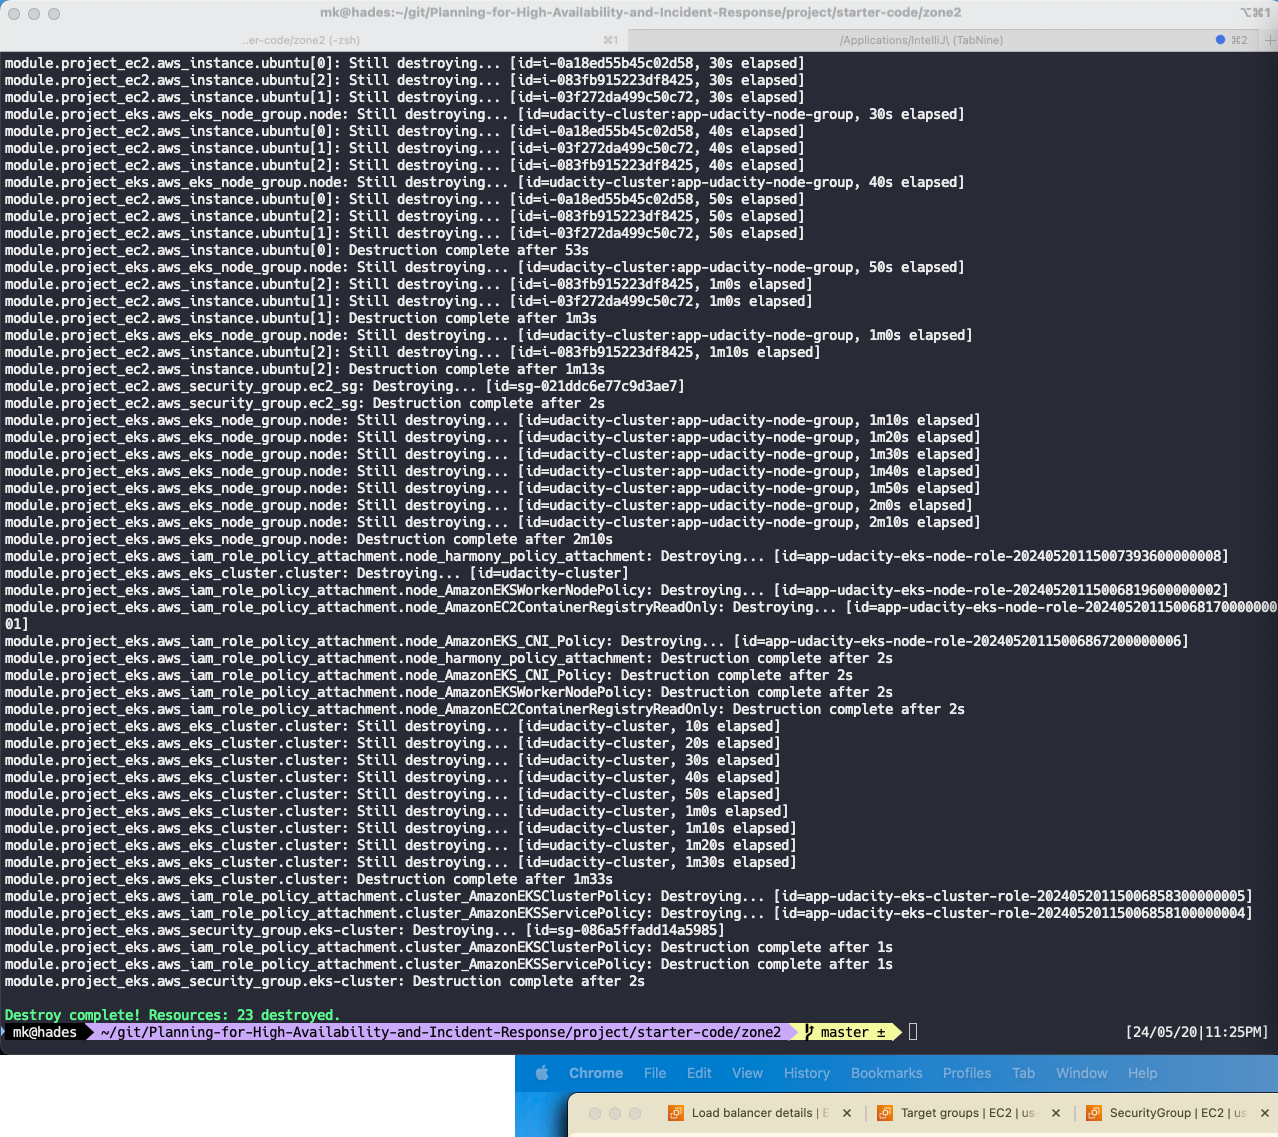 mk@hades:~/git/Planning-for-High-Availability-and-Incident-Response/project/starter-code/zone2
⌥⌘1
..er-code/zone2 (-zsh)
⌘1
/Applications/IntelliJ\ (TabNine)
⌘2
module.project_ec2.aws_instance.ubuntu[0]: Still destroying... [id=i-0a18ed55b45c02d58, 30s elapsed]
module.project_ec2.aws_instance.ubuntu[2]: Still destroying... [id=i-083fb915223df8425, 30s elapsed]
module.project_ec2.aws_instance.ubuntu[1]: Still destroying... [id=i-03f272da499c50c72, 30s elapsed]
module.project_eks.aws_eks_node_group.node: Still destroying... [id=udacity-cluster:app-udacity-node-group, 30s elapsed]
module.project_ec2.aws_instance.ubuntu[0]: Still destroying... [id=i-0a18ed55b45c02d58, 40s elapsed]
module.project_ec2.aws_instance.ubuntu[1]: Still destroying... [id=i-03f272da499c50c72, 40s elapsed]
module.project_ec2.aws_instance.ubuntu[2]: Still destroying... [id=i-083fb915223df8425, 40s elapsed]
module.project_eks.aws_eks_node_group.node: Still destroying... [id=udacity-cluster:app-udacity-node-group, 40s elapsed]
module.project_ec2.aws_instance.ubuntu[0]: Still destroying... [id=i-0a18ed55b45c02d58, 50s elapsed]
module.project_ec2.aws_instance.ubuntu[2]: Still destroying... [id=i-083fb915223df8425, 50s elapsed]
module.project_ec2.aws_instance.ubuntu[1]: Still destroying... [id=i-03f272da499c50c72, 50s elapsed]
module.project_ec2.aws_instance.ubuntu[0]: Destruction complete after 53s
module.project_eks.aws_eks_node_group.node: Still destroying... [id=udacity-cluster:app-udacity-node-group, 50s elapsed]
module.project_ec2.aws_instance.ubuntu[2]: Still destroying... [id=i-083fb915223df8425, 1m0s elapsed]
module.project_ec2.aws_instance.ubuntu[1]: Still destroying... [id=i-03f272da499c50c72, 1m0s elapsed]
module.project_ec2.aws_instance.ubuntu[1]: Destruction complete after 1m3s
module.project_eks.aws_eks_node_group.node: Still destroying... [id=udacity-cluster:app-udacity-node-group, 1m0s elapsed]
module.project_ec2.aws_instance.ubuntu[2]: Still destroying... [id=i-083fb915223df8425, 1m10s elapsed]
module.project_ec2.aws_instance.ubuntu[2]: Destruction complete after 1m13s
module.project_ec2.aws_security_group.ec2_sg: Destroying... [id=sg-021ddc6e77c9d3ae7]
module.project_ec2.aws_security_group.ec2_sg: Destruction complete after 2s
module.project_eks.aws_eks_node_group.node: Still destroying... [id=udacity-cluster:app-udacity-node-group, 1m10s elapsed]
module.project_eks.aws_eks_node_group.node: Still destroying... [id=udacity-cluster:app-udacity-node-group, 1m20s elapsed]
module.project_eks.aws_eks_node_group.node: Still destroying... [id=udacity-cluster:app-udacity-node-group, 1m30s elapsed]
module.project_eks.aws_eks_node_group.node: Still destroying... [id=udacity-cluster:app-udacity-node-group, 1m40s elapsed]
module.project_eks.aws_eks_node_group.node: Still destroying... [id=udacity-cluster:app-udacity-node-group, 1m50s elapsed]
module.project_eks.aws_eks_node_group.node: Still destroying... [id=udacity-cluster:app-udacity-node-group, 2m0s elapsed]
module.project_eks.aws_eks_node_group.node: Still destroying... [id=udacity-cluster:app-udacity-node-group, 2m10s elapsed]
module.project_eks.aws_eks_node_group.node: Destruction complete after 2m10s
module.project_eks.aws_iam_role_policy_attachment.node_harmony_policy_attachment: Destroying... [id=app-udacity-eks-node-role-20240520115007393600000008]
module.project_eks.aws_eks_cluster.cluster: Destroying... [id=udacity-cluster]
module.project_eks.aws_iam_role_policy_attachment.node_AmazonEKSWorkerNodePolicy: Destroying... [id=app-udacity-eks-node-role-20240520115006819600000002]
module.project_eks.aws_iam_role_policy_attachment.node_AmazonEC2ContainerRegistryReadOnly: Destroying... [id=app-udacity-eks-node-role-202405201150068170000000
01]
module.project_eks.aws_iam_role_policy_attachment.node_AmazonEKS_CNI_Policy: Destroying... [id=app-udacity-eks-node-role-20240520115006867200000006]
module.project_eks.aws_iam_role_policy_attachment.node_harmony_policy_attachment: Destruction complete after 2s
module.project_eks.aws_iam_role_policy_attachment.node_AmazonEKS_CNI_Policy: Destruction complete after 2s
module.project_eks.aws_iam_role_policy_attachment.node_AmazonEKSWorkerNodePolicy: Destruction complete after 2s
module.project_eks.aws_iam_role_policy_attachment.node_AmazonEC2ContainerRegistryReadOnly: Destruction complete after 2s
module.project_eks.aws_eks_cluster.cluster: Still destroying... [id=udacity-cluster, 10s elapsed]
module.project_eks.aws_eks_cluster.cluster: Still destroying... [id=udacity-cluster, 20s elapsed]
module.project_eks.aws_eks_cluster.cluster: Still destroying... [id=udacity-cluster, 30s elapsed]
module.project_eks.aws_eks_cluster.cluster: Still destroying... [id=udacity-cluster, 40s elapsed]
module.project_eks.aws_eks_cluster.cluster: Still destroying... [id=udacity-cluster, 50s elapsed]
module.project_eks.aws_eks_cluster.cluster: Still destroying... [id=udacity-cluster, 1m0s elapsed]
module.project_eks.aws_eks_cluster.cluster: Still destroying... [id=udacity-cluster, 1m10s elapsed]
module.project_eks.aws_eks_cluster.cluster: Still destroying... [id=udacity-cluster, 1m20s elapsed]
module.project_eks.aws_eks_cluster.cluster: Still destroying... [id=udacity-cluster, 1m30s elapsed]
module.project_eks.aws_eks_cluster.cluster: Destruction complete after 1m33s
module.project_eks.aws_iam_role_policy_attachment.cluster_AmazonEKSClusterPolicy: Destroying... [id=app-udacity-eks-cluster-role-20240520115006858300000005]
module.project_eks.aws_iam_role_policy_attachment.cluster_AmazonEKSServicePolicy: Destroying... [id=app-udacity-eks-cluster-role-20240520115006858100000004]
module.project_eks.aws_security_group.eks-cluster: Destroying... [id=sg-086a5ffadd14a5985]
module.project_eks.aws_iam_role_policy_attachment.cluster_AmazonEKSClusterPolicy: Destruction complete after 1s
module.project_eks.aws_iam_role_policy_attachment.cluster_AmazonEKSServicePolicy: Destruction complete after 1s
module.project_eks.aws_security_group.eks-cluster: Destruction complete after 2s
Destroy complete! Resources: 23 destroyed.
mk@hades ~/git/Planning-for-High-Availability-and-Incident-Response/project/starter-code/zone2 master ± [24/05/20|11:25PM]
Chrome File Edit View History Bookmarks Profiles Tab Window Help
Load balancer details | E
Target groups | EC2 | us-
SecurityGroup | EC2 | us